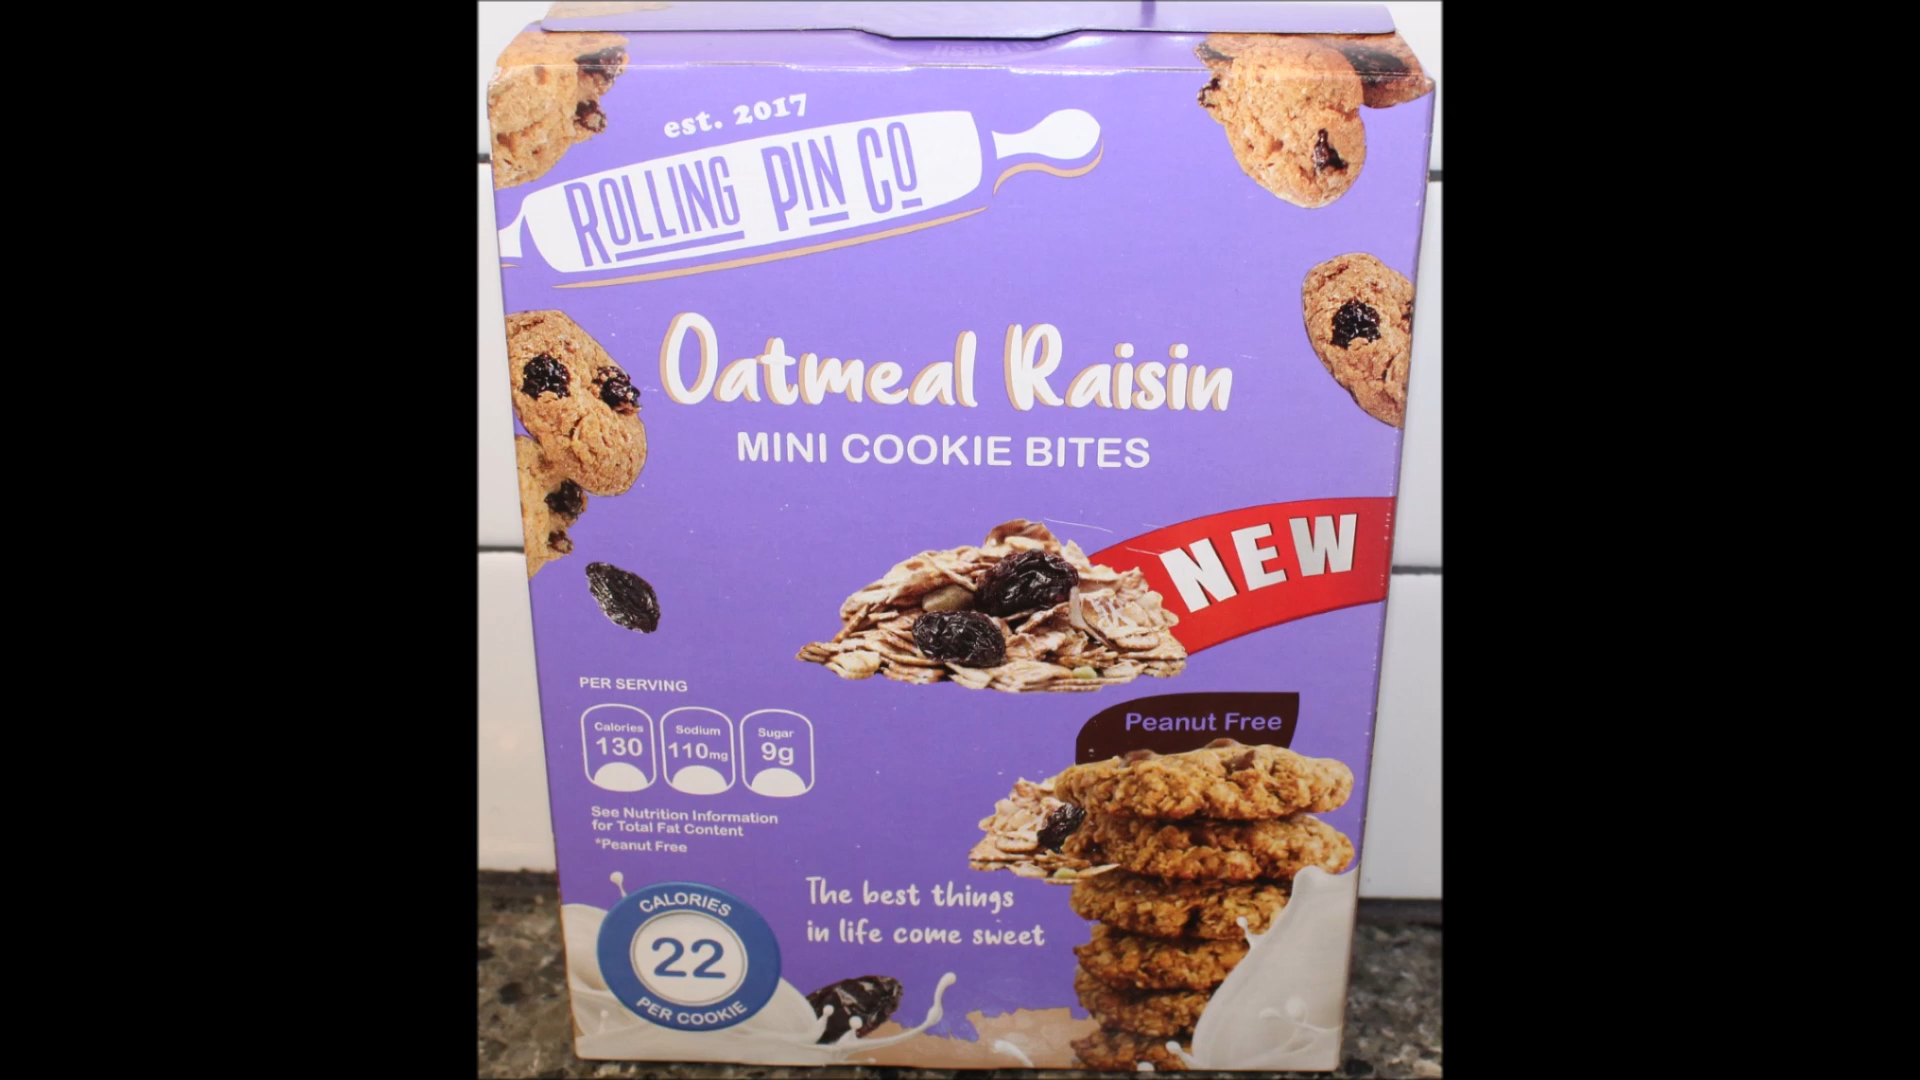 est. 2017
ROLLING PIN CO
Oatmeal Raisin
MINI COOKIE BITES
NEW
PER SERVING
Calories
130
Sodium
110mg
Sugar
9g
See Nutrition Information
for Total Fat Content
*Peanut Free
Peanut Free
The best things
in life come sweet
CALORIES
22
PER COOKIE